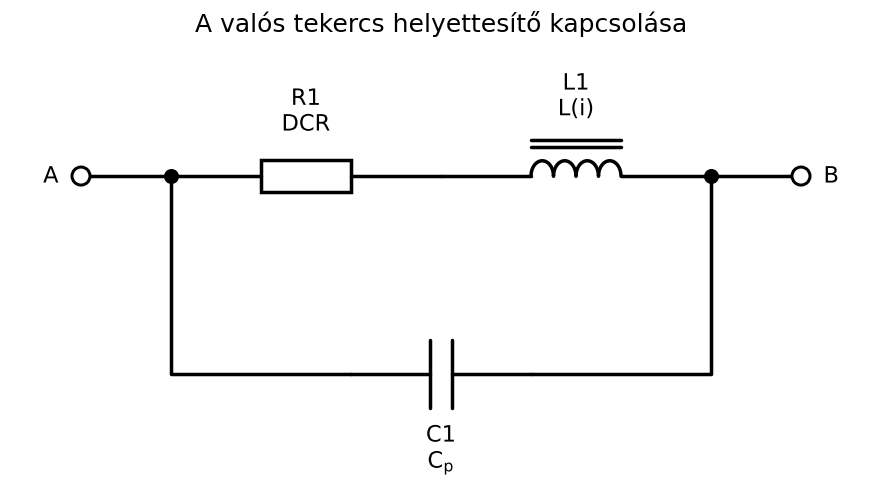 A valós tekercs helyettesítő kapcsolása
R1
DCR
L1
L(i)
A
B
C1
Cₚ